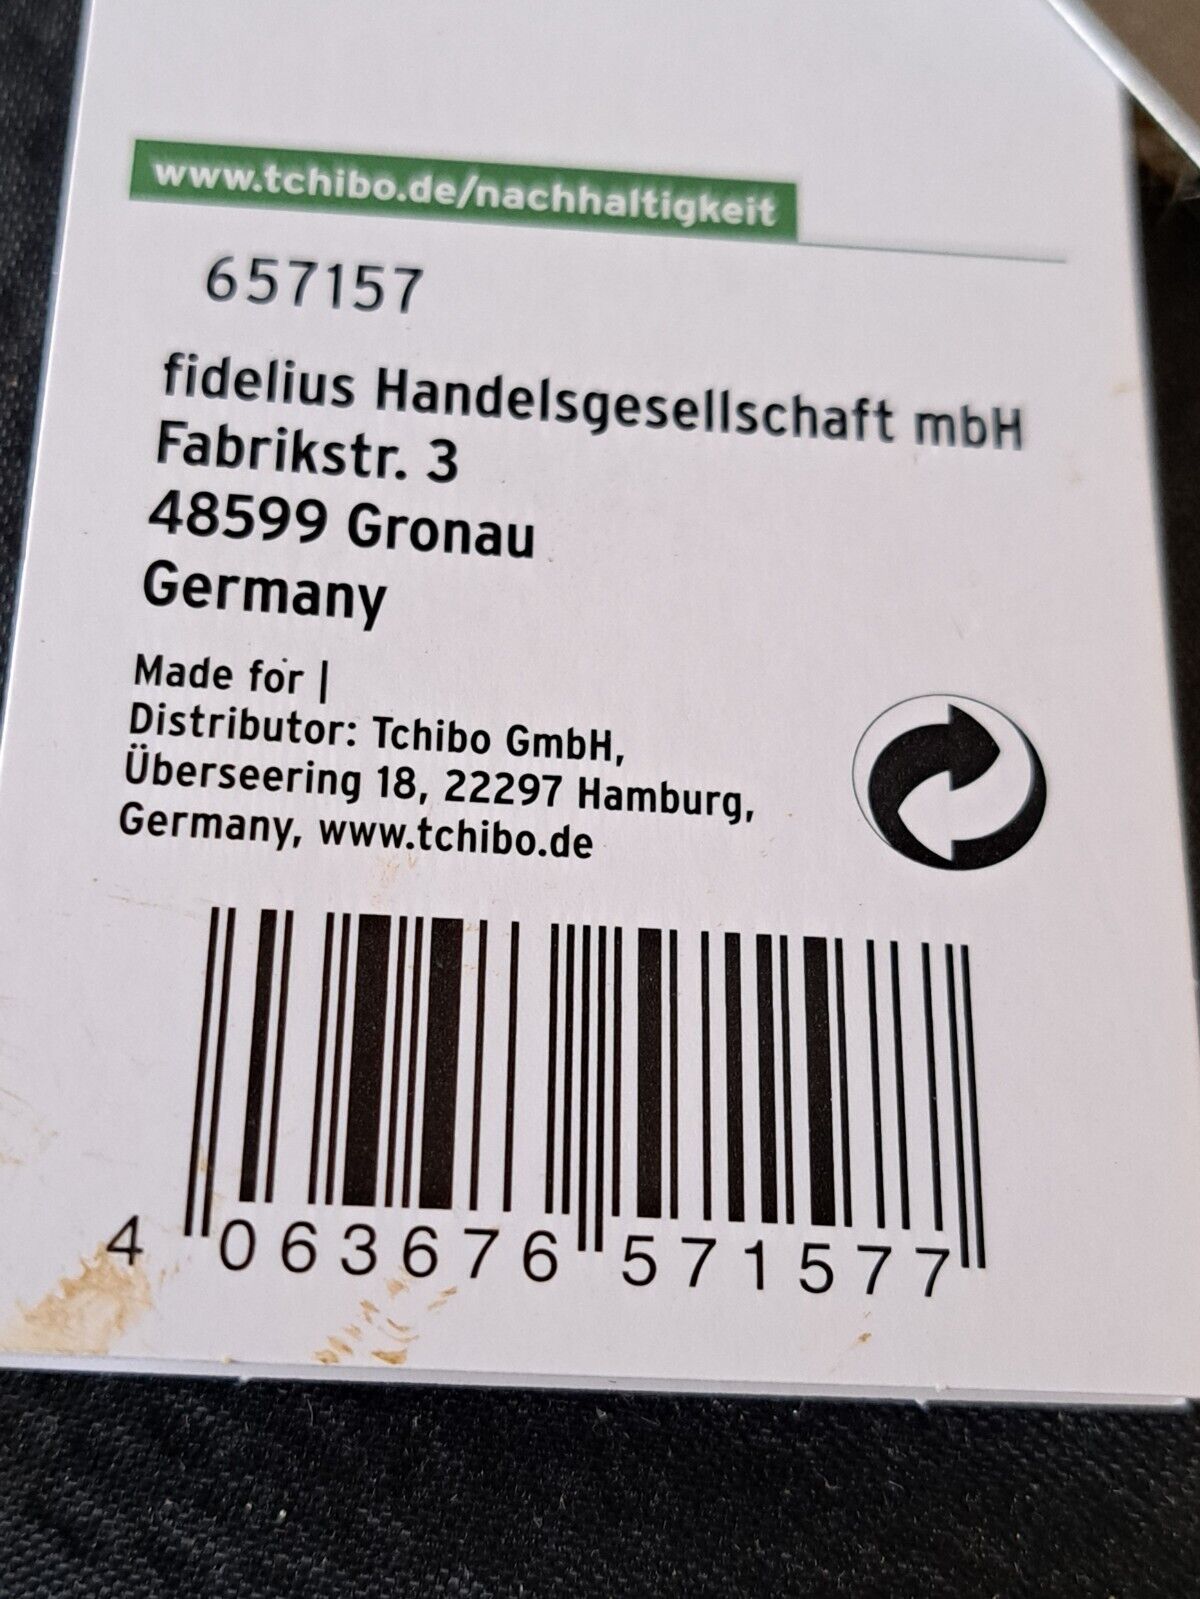 www.tchibo.de/nachhaltigkeit
657157
fidelius Handelsgesellschaft mbH
Fabrikstr. 3
48599 Gronau
Germany
Made for |
Distributor: Tchibo GmbH,
Überseering 18, 22297 Hamburg,
Germany, www.tchibo.de
4 063676 571577